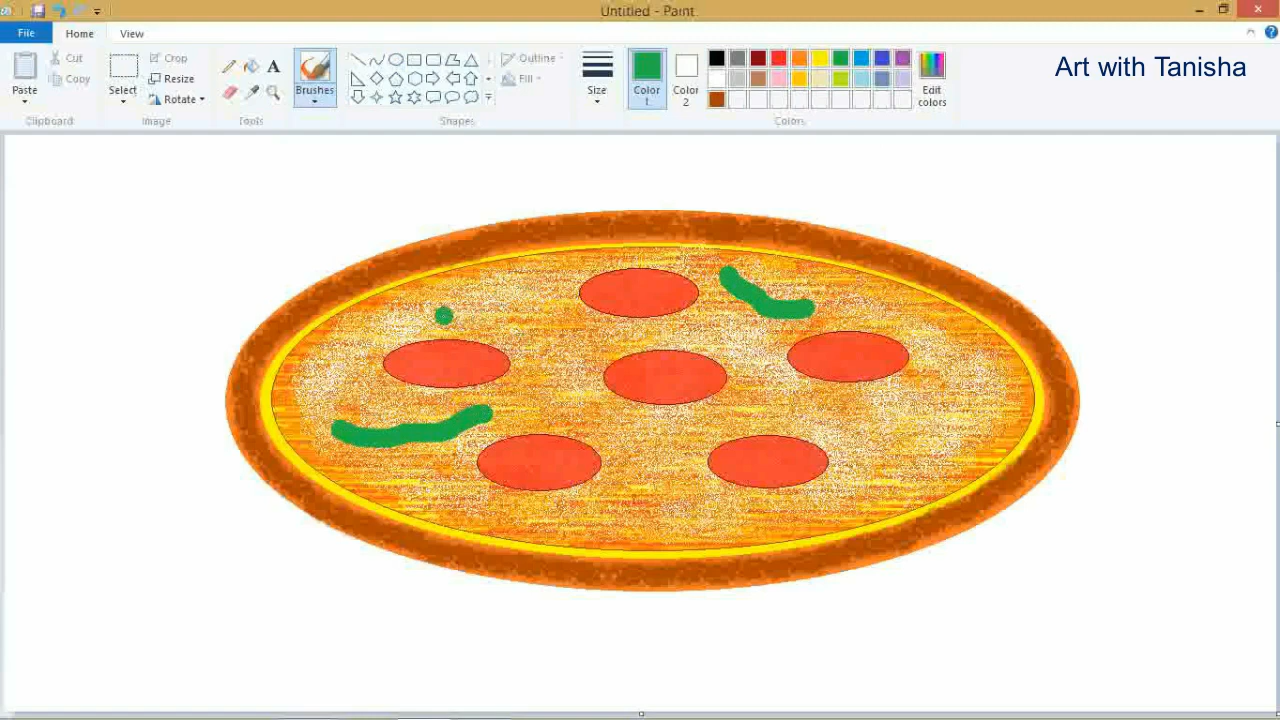 Untitled - Paint
File Home View
Paste
Cut
Copy
Clipboard
Select
Crop
Resize
Rotate
Image
A
Tools
Brushes
Shapes
Outline
Fill
Size
Color
1
Color
2
Edit
colors
Colors
Art with Tanisha